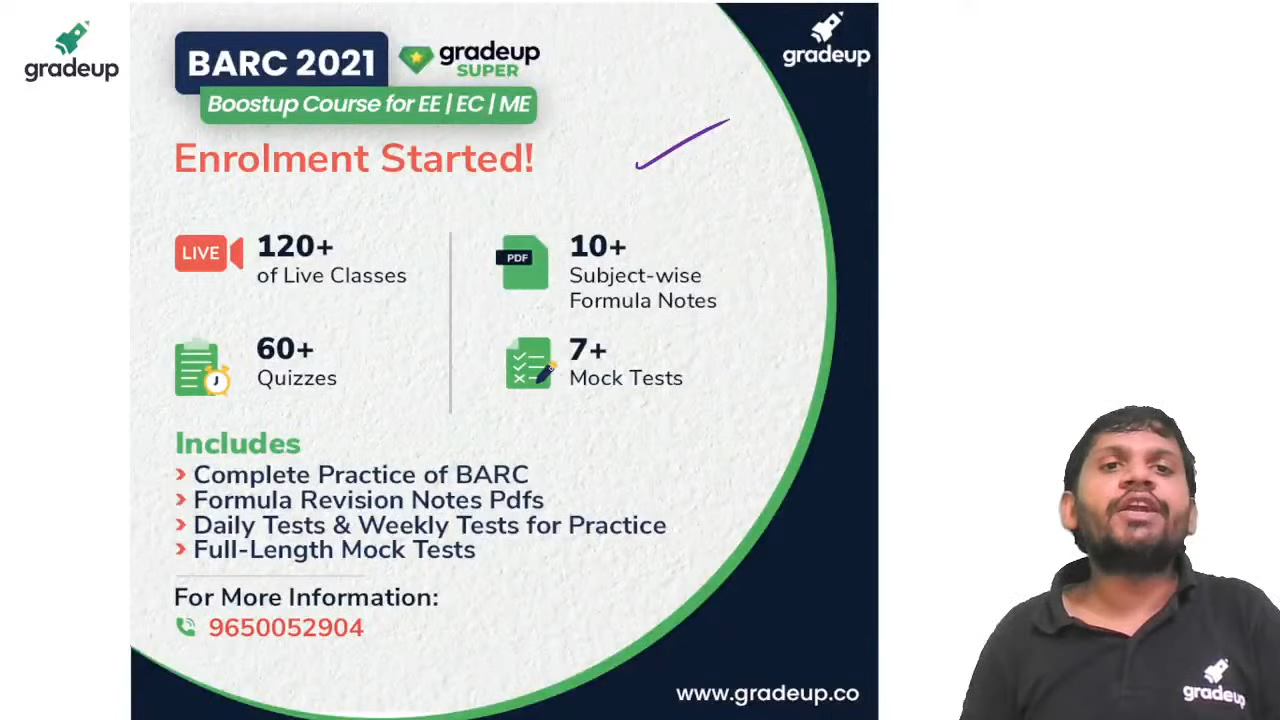 gradeup
BARC 2021
gradeup
SUPER
Boostup Course for EE | EC | ME
gradeup
Enrolment Started!
LIVE
120+
of Live Classes
PDF
10+
Subject-wise
Formula Notes
60+
Quizzes
7+
Mock Tests
Includes
Complete Practice of BARC
Formula Revision Notes Pdfs
Daily Tests & Weekly Tests for Practice
Full-Length Mock Tests
For More Information:
9650052904
www.gradeup.co
gradeup